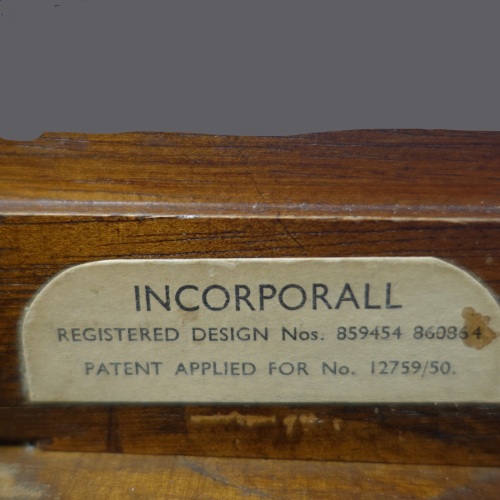 INCORPORALL
REGISTERED DESIGN Nos. 859454 860864
PATENT APPLIED FOR No. 12759/50.